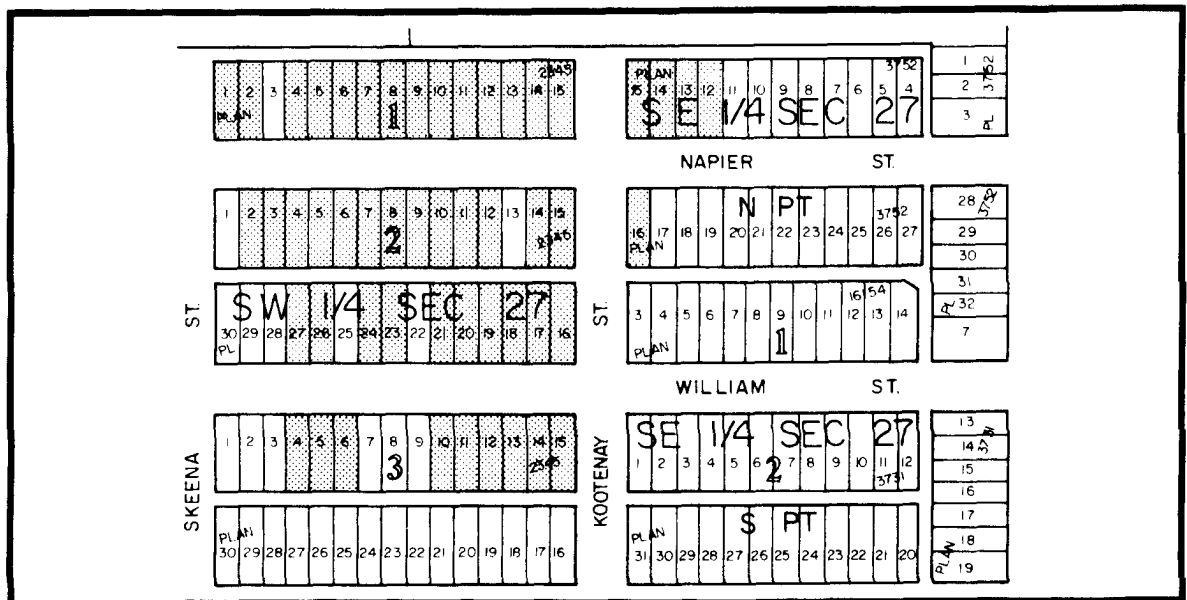 1 2 3 4 5 6 7 8 9 10 11 12 13 14 15
PLAN 2345
1
PLAN 3752
15 14 13 12 11 10 9 8 7 6 5 4
SE 1/4 SEC 27
1
2 3752
3 PL
NAPIER ST.
1 2 3 4 5 6 7 8 9 10 11 12 13 14 15
2 2345
N PT
3752
16 17 18 19 20 21 22 23 24 25 26 27
PLAN
28 3752
29
30
31
PL 32
7
SW 1/4 SEC 27
30 29 28 27 26 25 24 23 22 21 20 19 18 17 16
PL
16154
3 4 5 6 7 8 9 10 11 12 13 14
PLAN 1
ST.
ST.
WILLIAM ST.
1 2 3 4 5 6 7 8 9 10 11 12 13 14 15
3 2345
SE 1/4 SEC 27
1 2 3 4 5 6 7 8 9 10 11 12
2 3731
13
14 3731
15
16
17
18
PLAN 19
SKEENA
KOOTENAY
PLAN
30 29 28 27 26 25 24 23 22 21 20 19 18 17 16
S PT
PLAN
31 30 29 28 27 26 25 24 23 22 21 20